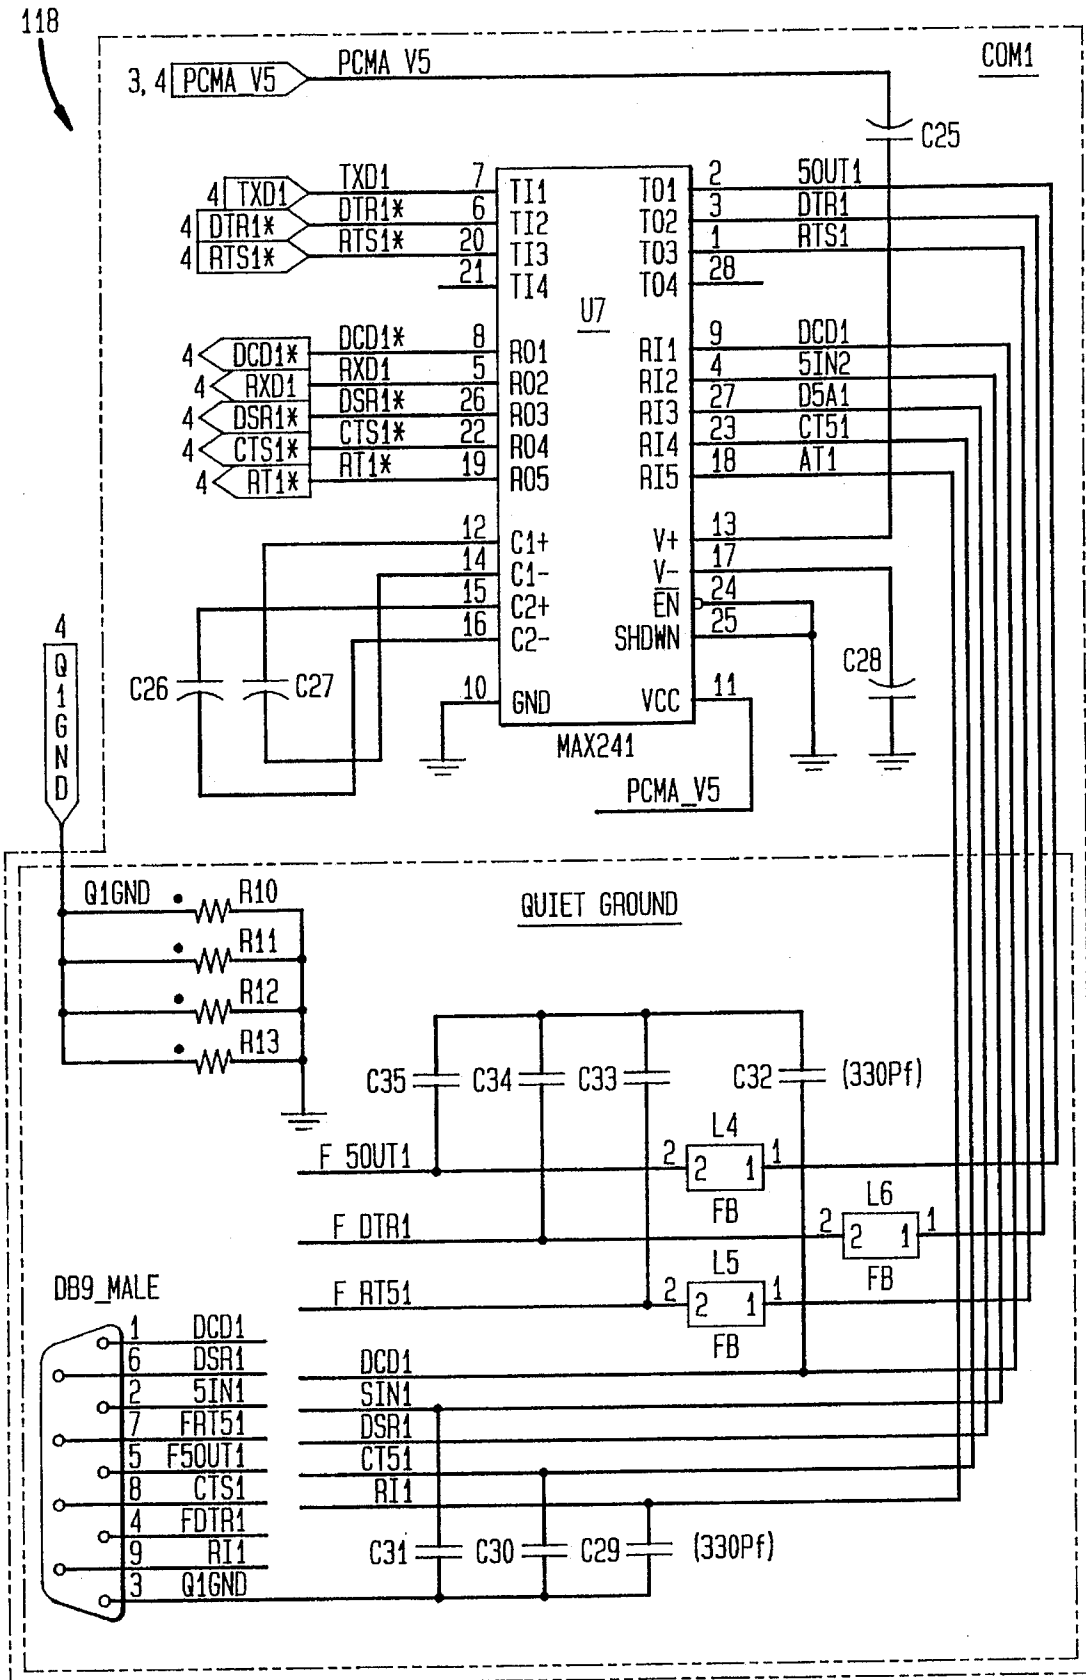 118
COM1
3, 4 PCMA_V5 PCMA V5
C25
4 TXD1 TXD1 7 TI1 TO1 2 5OUT1
4 DTR1* DTR1* 6 TI2 TO2 3 DTR1
4 RTS1* RTS1* 20 TI3 TO3 1 RTS1
21 TI4 TO4 28
U7
4 DCD1* DCD1* 8 RO1 RI1 9 DCD1
4 RXD1 RXD1 5 RO2 RI2 4 5IN2
4 DSR1* DSR1* 26 RO3 RI3 27 D5A1
4 CTS1* CTS1* 22 RO4 RI4 23 CT51
4 RT1* RT1* 19 RO5 RI5 18 AT1
12 C1+ V+ 13
14 C1- V- 17
15 C2+ EN 24
16 C2- SHDWN 25
C26 C27 C28
10 GND VCC 11
MAX241
PCMA_V5
4
Q1GND
Q1GND R10
R11
R12
R13
QUIET GROUND
C35 C34 C33 C32 (330Pf)
F 5OUT1 2 L4 2 1 1
FB
F DTR1 2 L6 2 1 1
FB
F RT51 2 L5 2 1 1
FB
DB9_MALE
1 DCD1
6 DSR1
2 5IN1
7 FRT51
5 F5OUT1
8 CTS1
4 FDTR1
9 RI1
3 Q1GND
DCD1
SIN1
DSR1
CT51
RI1
C31 C30 C29 (330Pf)